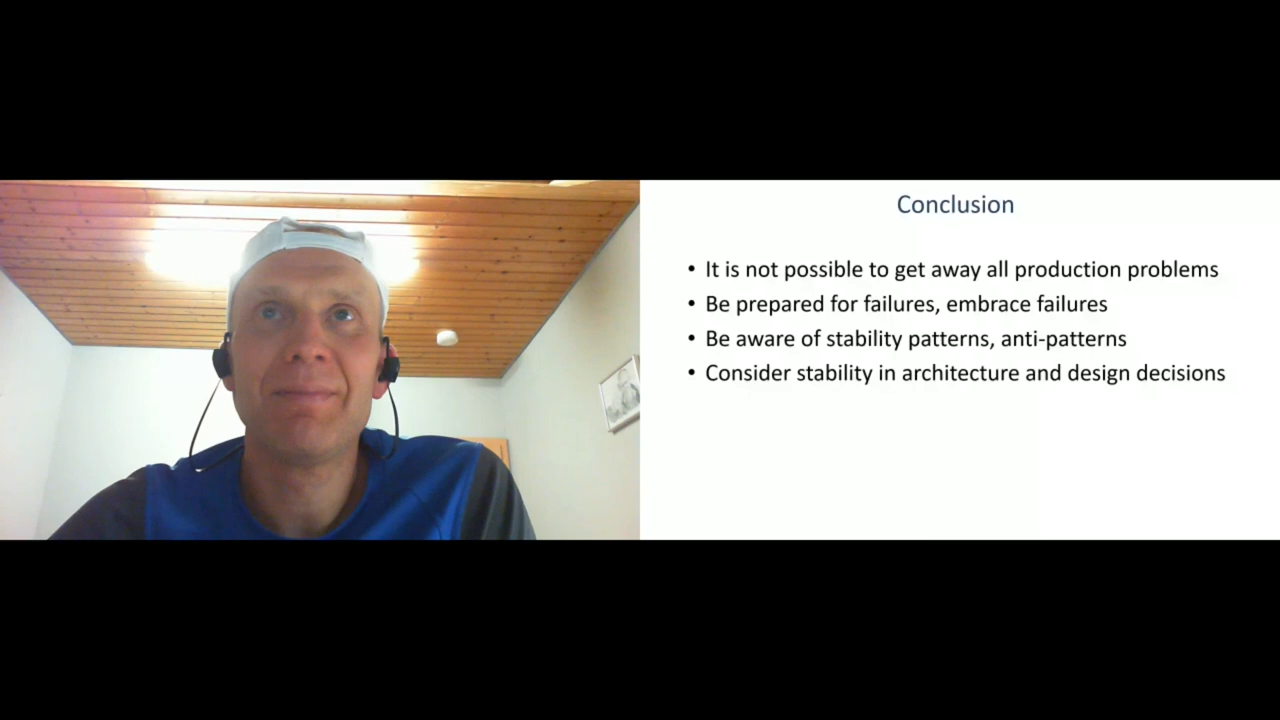 Conclusion
• It is not possible to get away all production problems
• Be prepared for failures, embrace failures
• Be aware of stability patterns, anti-patterns
• Consider stability in architecture and design decisions